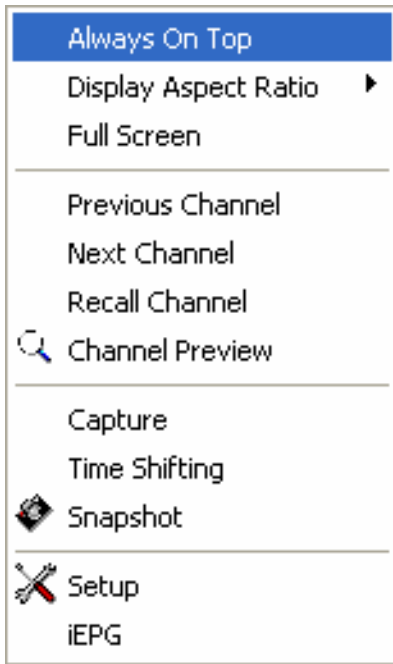 Always On Top
Display Aspect Ratio
Full Screen
Previous Channel
Next Channel
Recall Channel
Channel Preview
Capture
Time Shifting
Snapshot
Setup
iEPG